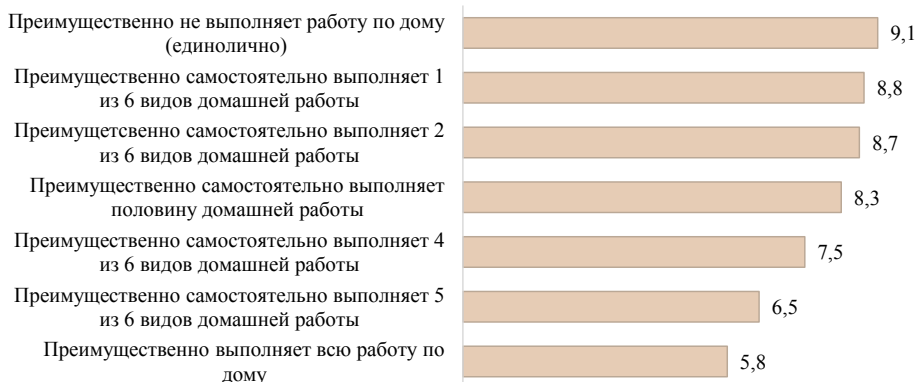 Преимущественно не выполняет работу по дому
(единолично)
9,1
Преимущественно самостоятельно выполняет 1
из 6 видов домашней работы
8,8
Преимущетсвенно самостоятельно выполняет 2
из 6 видов домашней работы
8,7
Преимущественно самостоятельно выполняет
половину домашней работы
8,3
Преимущественно самостоятельно выполняет 4
из 6 видов домашней работы
7,5
Преимущественно самостоятельно выполняет 5
из 6 видов домашней работы
6,5
Преимущественно выполняет всю работу по
дому
5,8